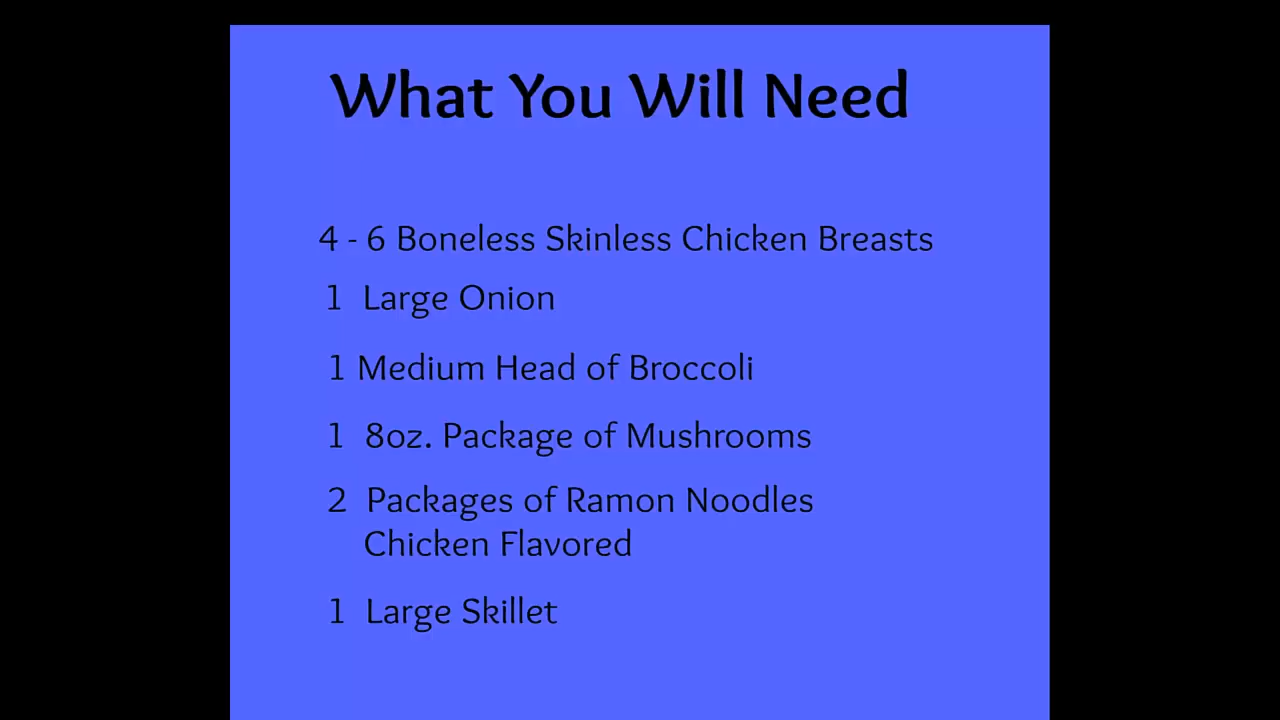 What You Will Need
4 - 6 Boneless Skinless Chicken Breasts
1 Large Onion
1 Medium Head of Broccoli
1 8oz. Package of Mushrooms
2 Packages of Ramon Noodles
Chicken Flavored
1 Large Skillet